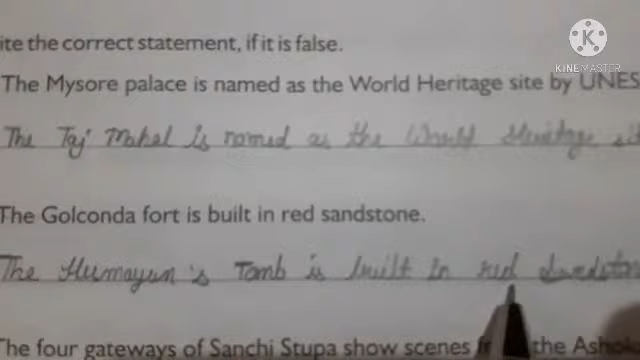 ite the correct statement, if it is false.
KINEMASTER
The Mysore palace is named as the World Heritage site by UNES
The Taj Mahal is named as the World Heritage sit
The Golconda fort is built in red sandstone.
The Humayun's Tomb is built in red Sandston
The four gateways of Sanchi Stupa show scenes the Ashok